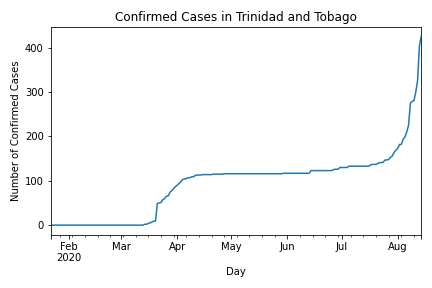 Confirmed Cases in Trinidad and Tobago
Number of Confirmed Cases
400
300
200
100
0
Feb Mar Apr May Jun Jul Aug
2020
Day